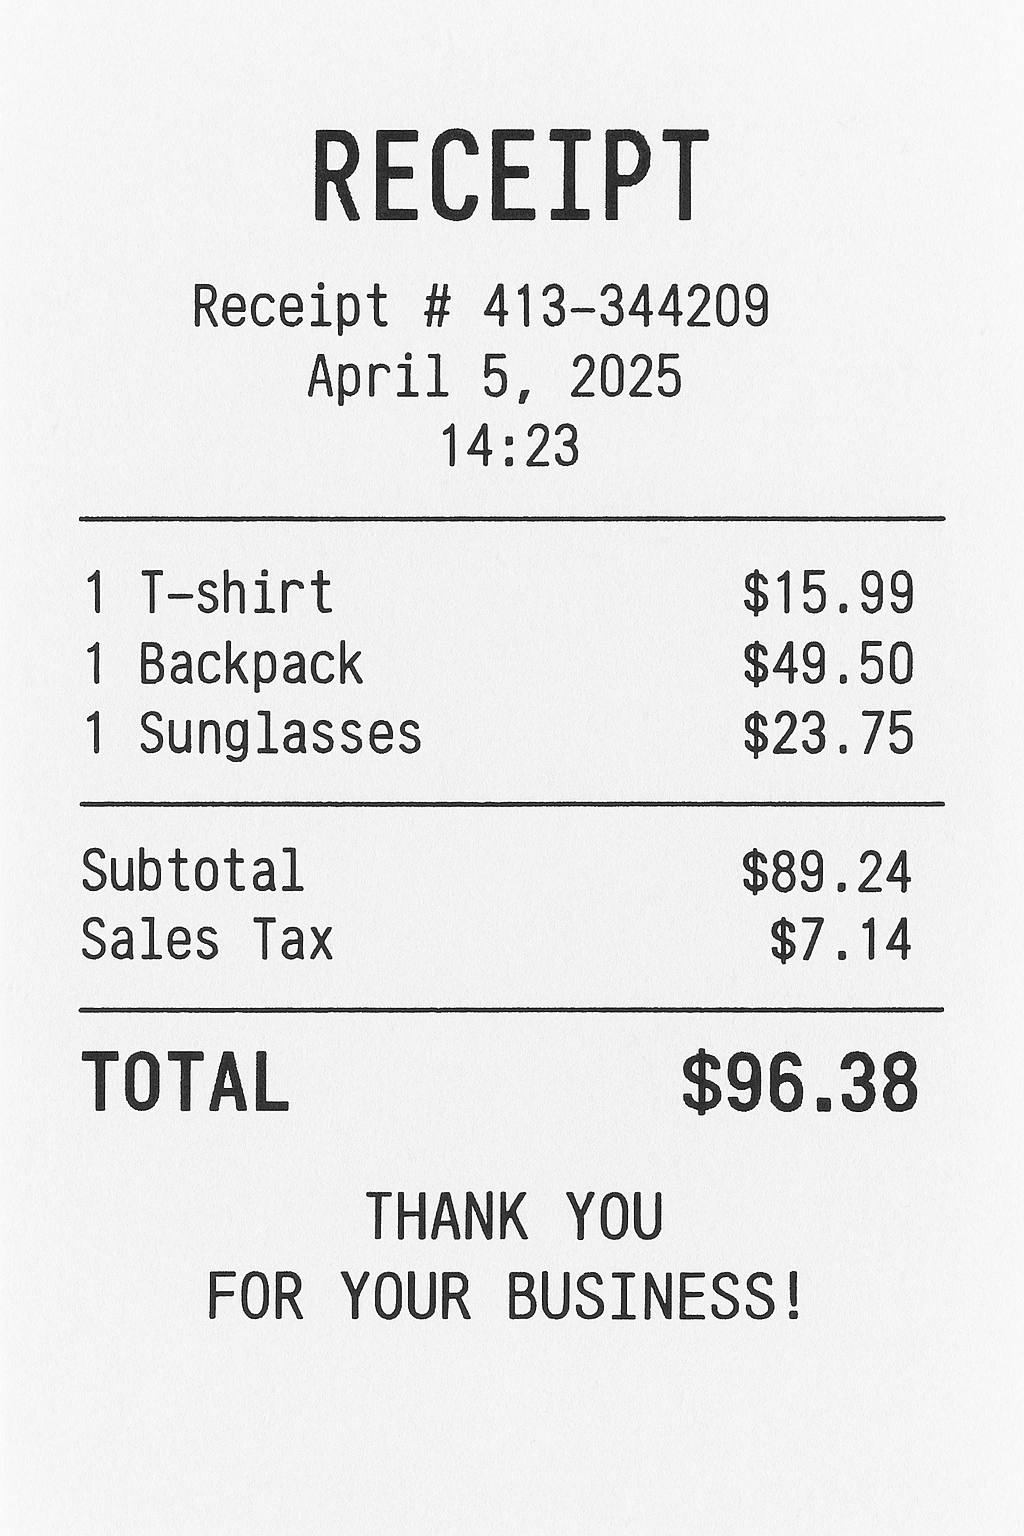 RECEIPT
Receipt # 413-344209
April 5, 2025
14:23
1 T-shirt $15.99
1 Backpack $49.50
1 Sunglasses $23.75
Subtotal $89.24
Sales Tax $7.14
TOTAL $96.38
THANK YOU
FOR YOUR BUSINESS!